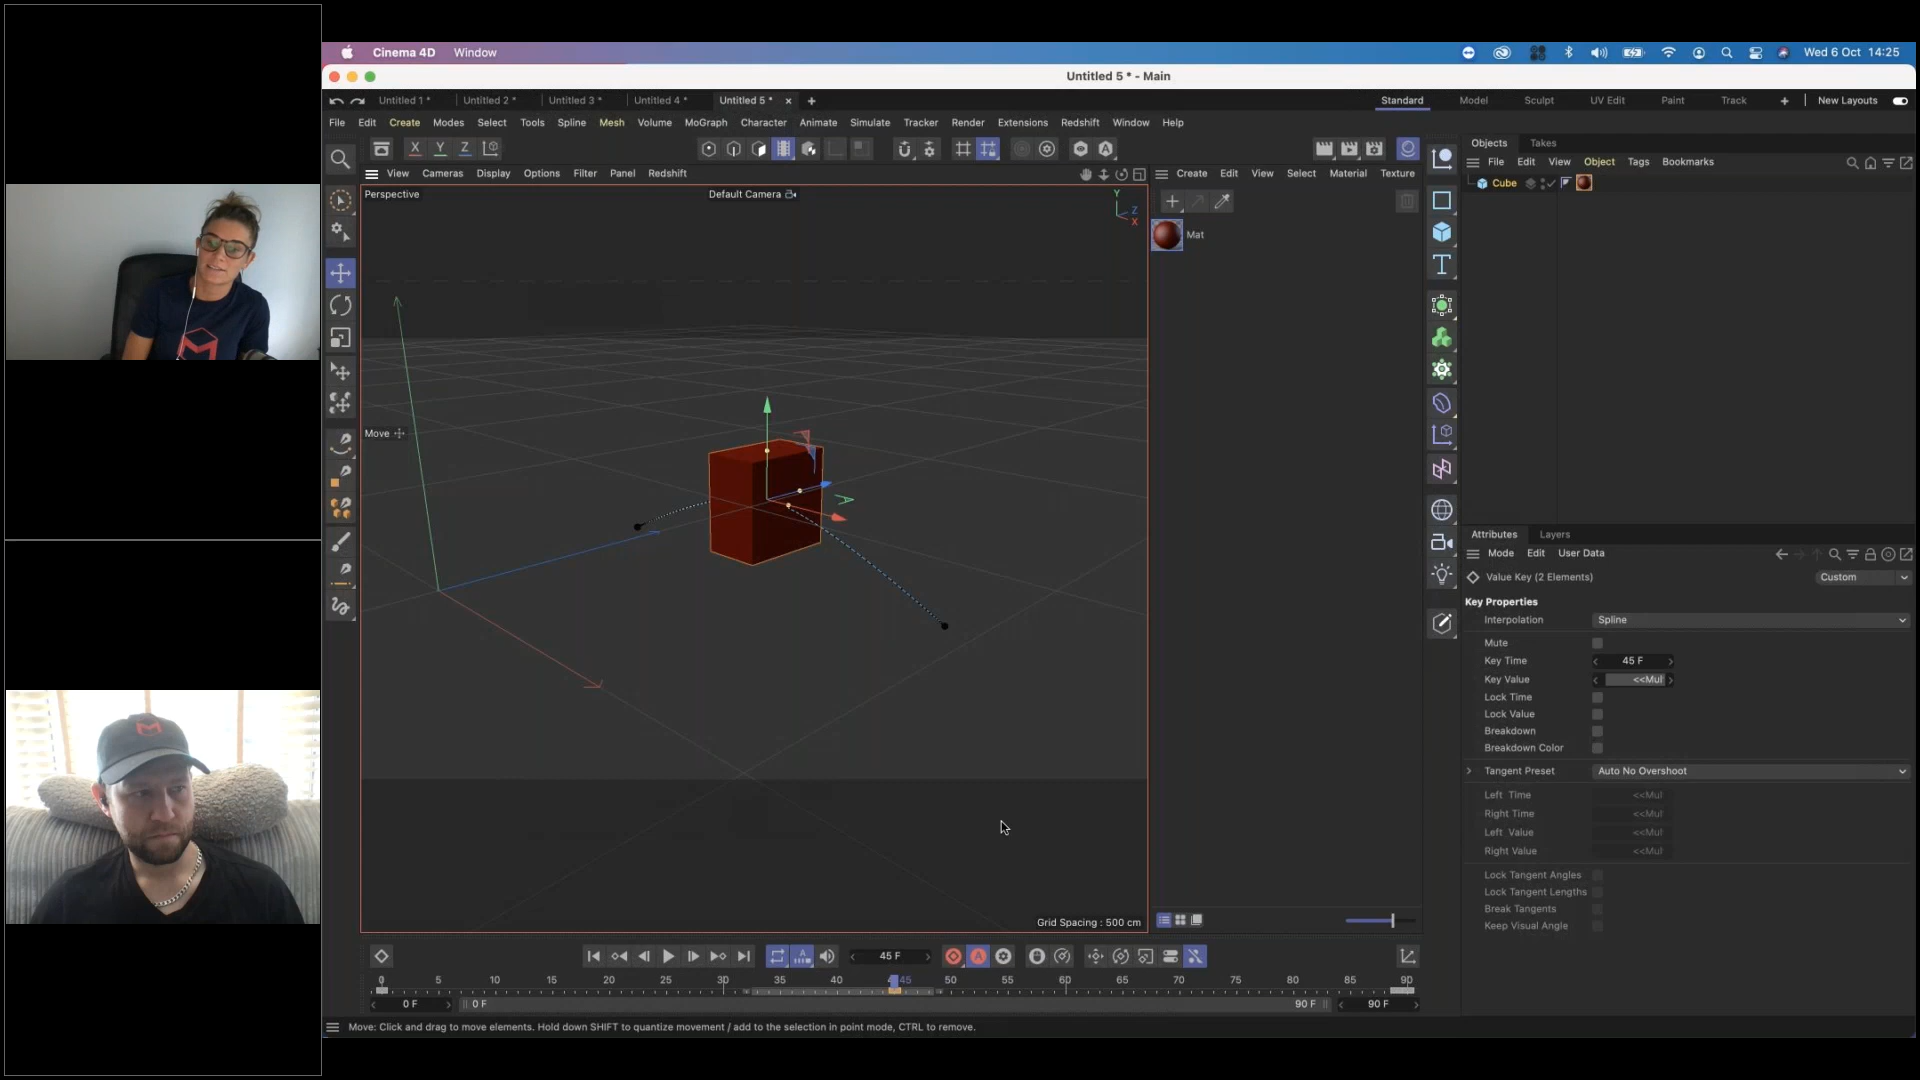 Cinema 4D Window Wed 6 Oct 14:25
Untitled 5 * - Main
Untitled 1 * Untitled 2 * Untitled 3 * Untitled 4 * Untitled 5 * Standard Model Sculpt UV Edit Paint Track New Layouts
File Edit Create Modes Select Tools Spline Mesh Volume MoGraph Character Animate Simulate Tracker Render Extensions Redshift Window Help
X Y Z
Objects Takes
File Edit View Object Tags Bookmarks
View Cameras Display Options Filter Panel Redshift
Create Edit View Select Material Texture
Cube
Perspective Default Camera
Y
Z
X
Mat
Move
A
Grid Spacing : 500 cm
Attributes Layers
Mode Edit User Data
Value Key (2 Elements) Custom
Key Properties
Interpolation Spline
Mute
Key Time 45 F
Key Value <<Mul
Lock Time
Lock Value
Breakdown
Breakdown Color
Tangent Preset Auto No Overshoot
Left Time <<Mul
Right Time <<Mul
Left Value <<Mul
Right Value <<Mul
Lock Tangent Angles
Lock Tangent Lengths
Break Tangents
Keep Visual Angle
45 F
0 5 10 15 20 25 30 35 45 50 55 60 65 70 75 80 85 90
0 F 0 F 90 F 90 F
Move: Click and drag to move elements. Hold down SHIFT to quantize movement / add to the selection in point mode, CTRL to remove.